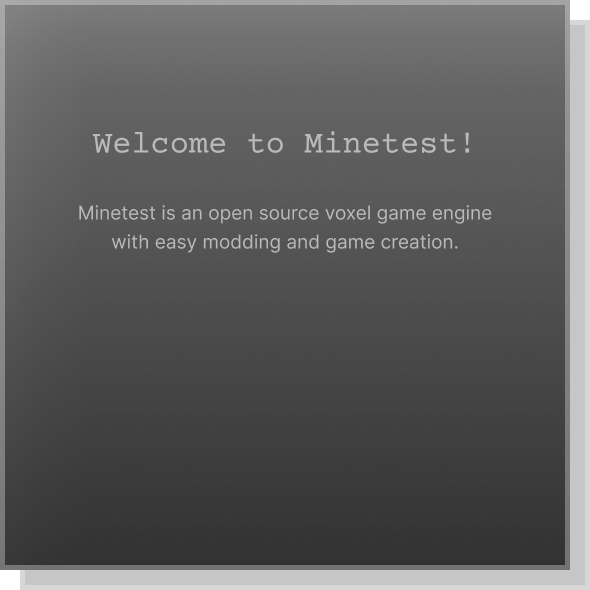 Welcome to Minetest!
Minetest is an open source voxel game engine
with easy modding and game creation.